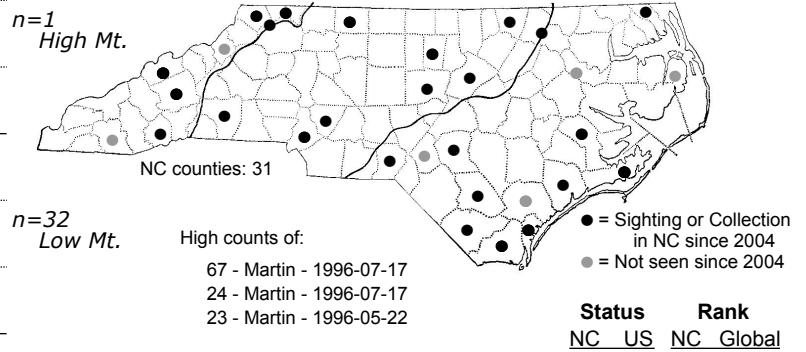 n=1
High Mt.
NC counties: 31
n=32
Low Mt.
High counts of:
67 - Martin - 1996-07-17
24 - Martin - 1996-07-17
23 - Martin - 1996-05-22
= Sighting or Collection
in NC since 2004
= Not seen since 2004
Status Rank
NC US NC Global